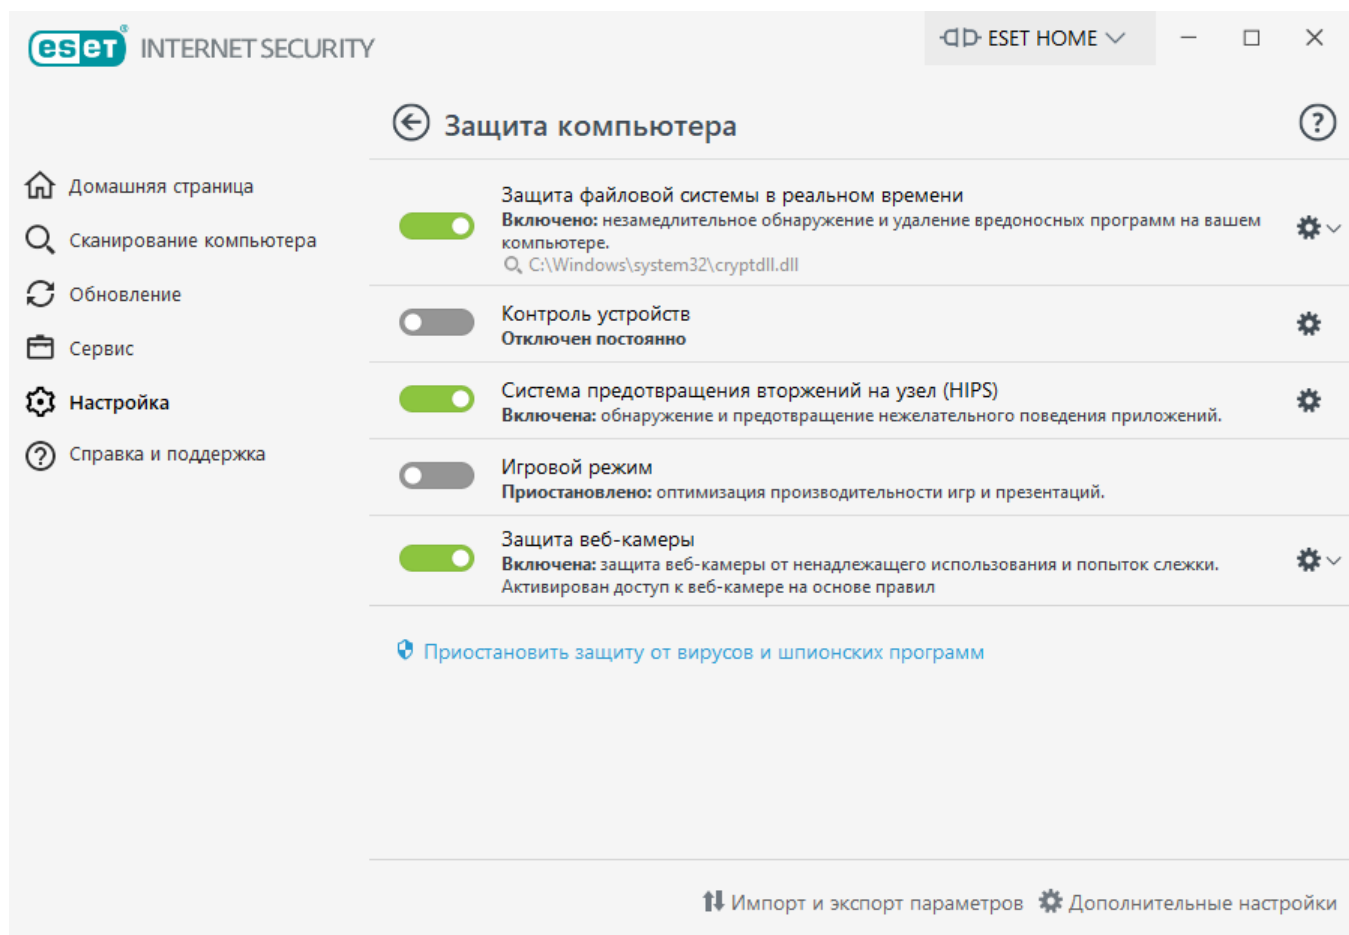 eset INTERNET SECURITY
ESET HOME
Защита компьютера
Домашняя страница
Сканирование компьютера
Обновление
Сервис
Настройка
Справка и поддержка
Защита файловой системы в реальном времени
Включено: незамедлительное обнаружение и удаление вредоносных программ на вашем
компьютере.
C:\Windows\system32\cryptdll.dll
Контроль устройств
Отключен постоянно
Система предотвращения вторжений на узел (HIPS)
Включена: обнаружение и предотвращение нежелательного поведения приложений.
Игровой режим
Приостановлено: оптимизация производительности игр и презентаций.
Защита веб-камеры
Включена: защита веб-камеры от ненадлежащего использования и попыток слежки.
Активирован доступ к веб-камере на основе правил
Приостановить защиту от вирусов и шпионских программ
Импорт и экспорт параметров Дополнительные настройки